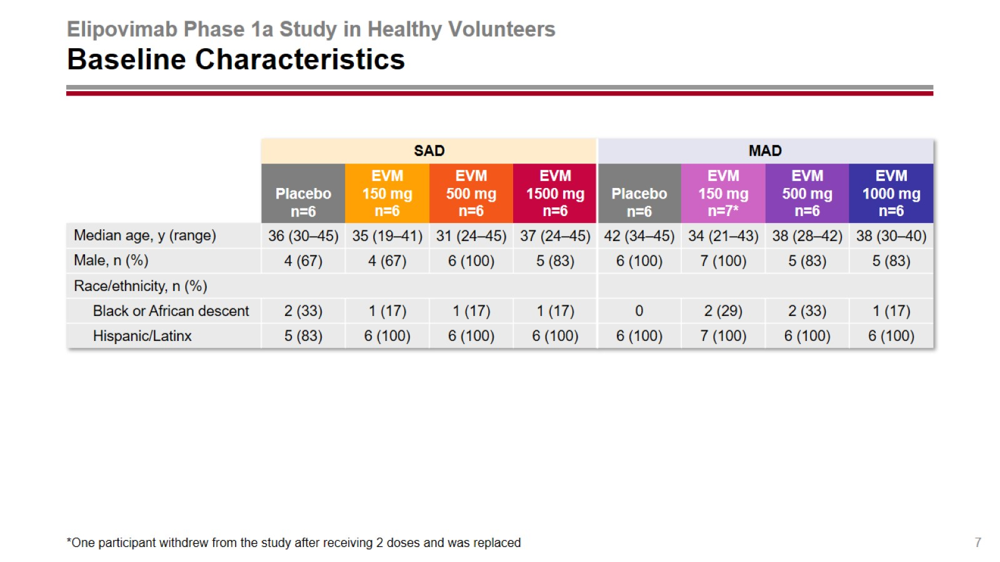 Elipovimab Phase 1a Study in Healthy Volunteers
Baseline Characteristics
SAD MAD
Placebo n=6 EVM 150 mg n=6 EVM 500 mg n=6 EVM 1500 mg n=6 Placebo n=6 EVM 150 mg n=7* EVM 500 mg n=6 EVM 1000 mg n=6
Median age, y (range) 36 (30–45) 35 (19–41) 31 (24–45) 37 (24–45) 42 (34–45) 34 (21–43) 38 (28–42) 38 (30–40)
Male, n (%) 4 (67) 4 (67) 6 (100) 5 (83) 6 (100) 7 (100) 5 (83) 5 (83)
Race/ethnicity, n (%)
Black or African descent 2 (33) 1 (17) 1 (17) 1 (17) 0 2 (29) 2 (33) 1 (17)
Hispanic/Latinx 5 (83) 6 (100) 6 (100) 6 (100) 6 (100) 7 (100) 6 (100) 6 (100)
*One participant withdrew from the study after receiving 2 doses and was replaced
7